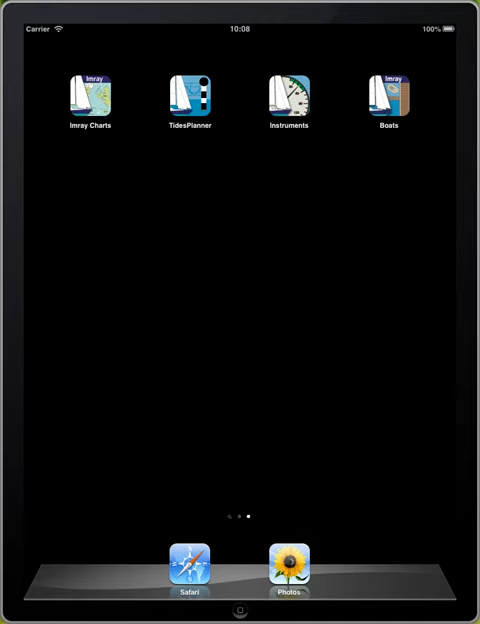 Carrier 10:08 100%
Imray Imray
Imray Charts TidesPlanner Instruments Boats
Safari Photos